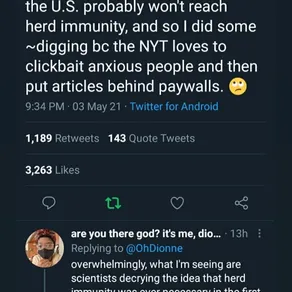 the U.S. probably won't reach
herd immunity, and so I did some
~digging bc the NYT loves to
clickbait anxious people and then
put articles behind paywalls. 🙄
9:34 PM · 03 May 21 · Twitter for Android
1,189 Retweets 143 Quote Tweets
3,263 Likes
are you there god? it's me, dio... · 13h
Replying to @OhDionne
overwhelmingly, what I'm seeing are
scientists decrying the idea that herd
immunity was ever necessary in the first